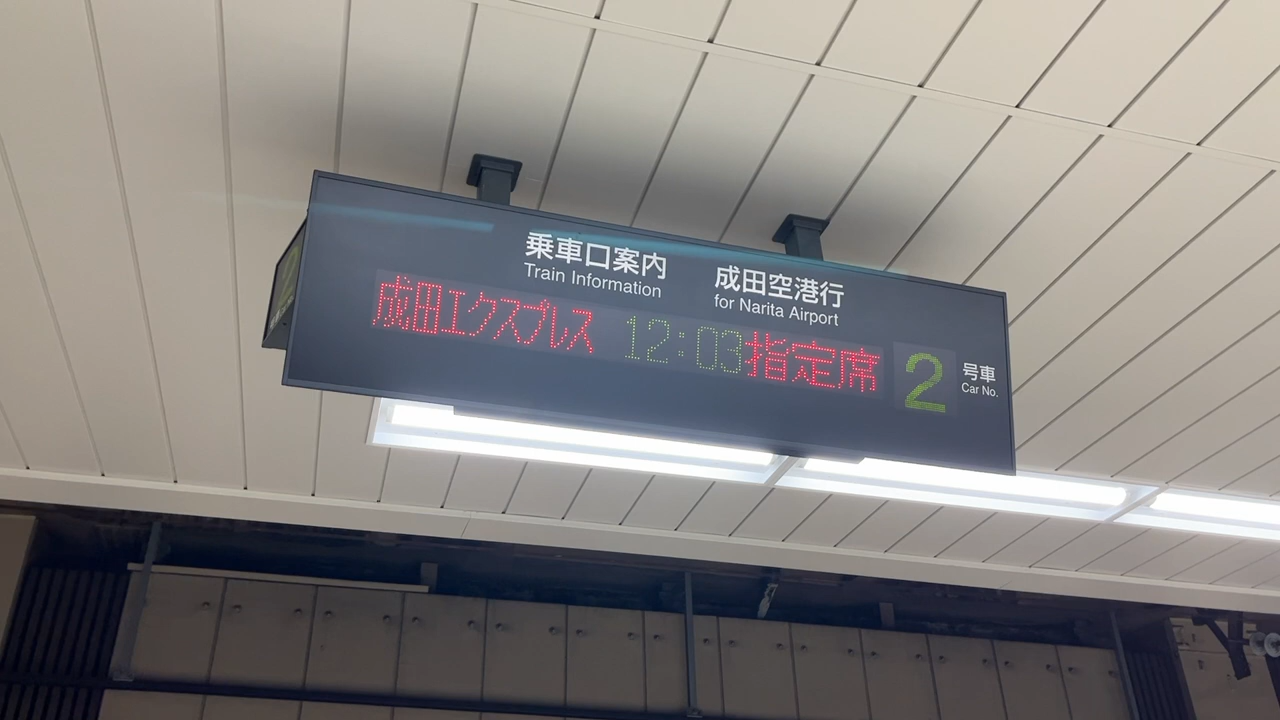 乗車口案内 成田空港行
Train Information for Narita Airport
成田エクスプレス 12:03 指定席 2 号車
Car No.